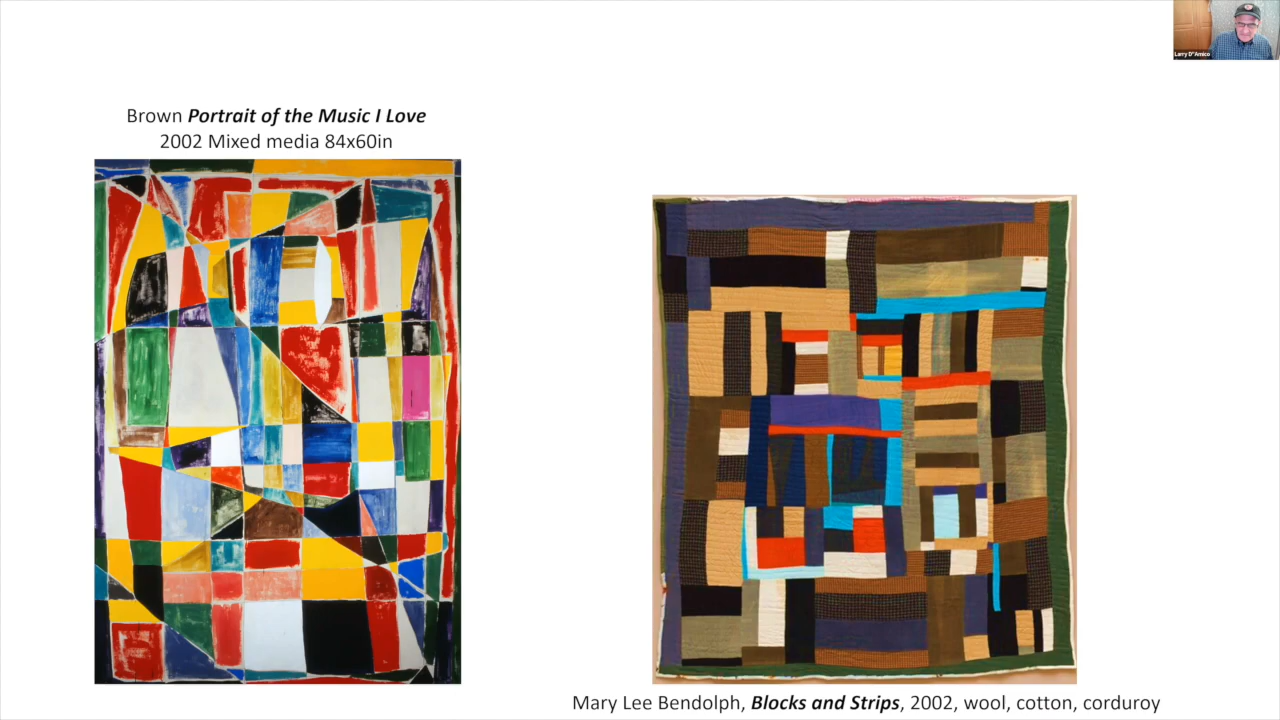 Larry D"Amico
Brown Portrait of the Music I Love
2002 Mixed media 84x60in
Mary Lee Bendolph, Blocks and Strips, 2002, wool, cotton, corduroy